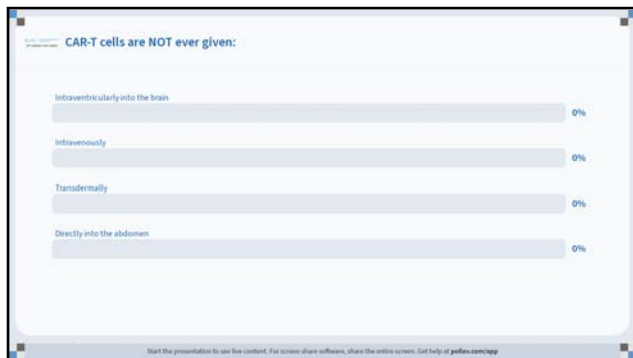 CAR-T cells are NOT ever given:
Intraventricularly into the brain
0%
Intravenously
0%
Transdermally
0%
Directly into the abdomen
0%
Start the presentation to see live content. For screen share software, share the entire screen. Get help at pollev.com/app